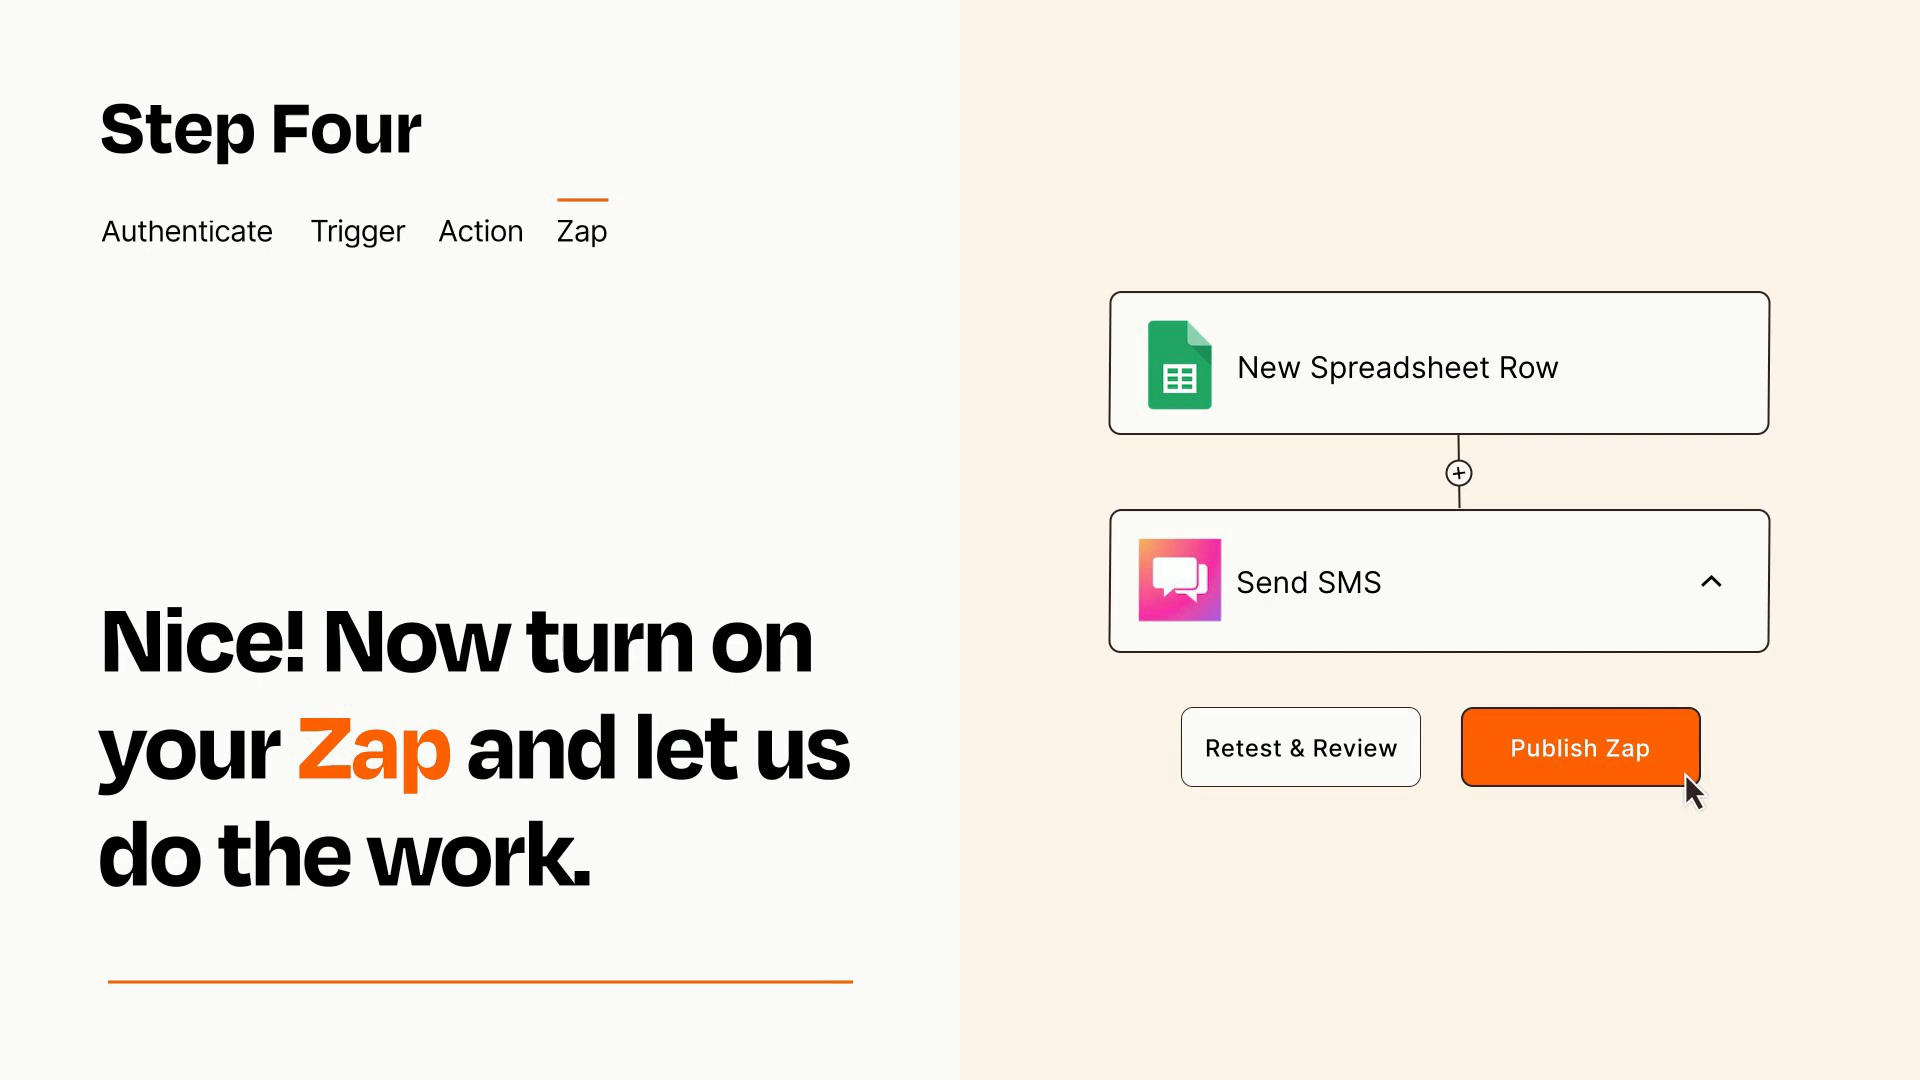 Step Four
Authenticate Trigger Action Zap
Nice! Now turn on
your Zap and let us
do the work.
New Spreadsheet Row
Send SMS
Retest & Review
Publish Zap